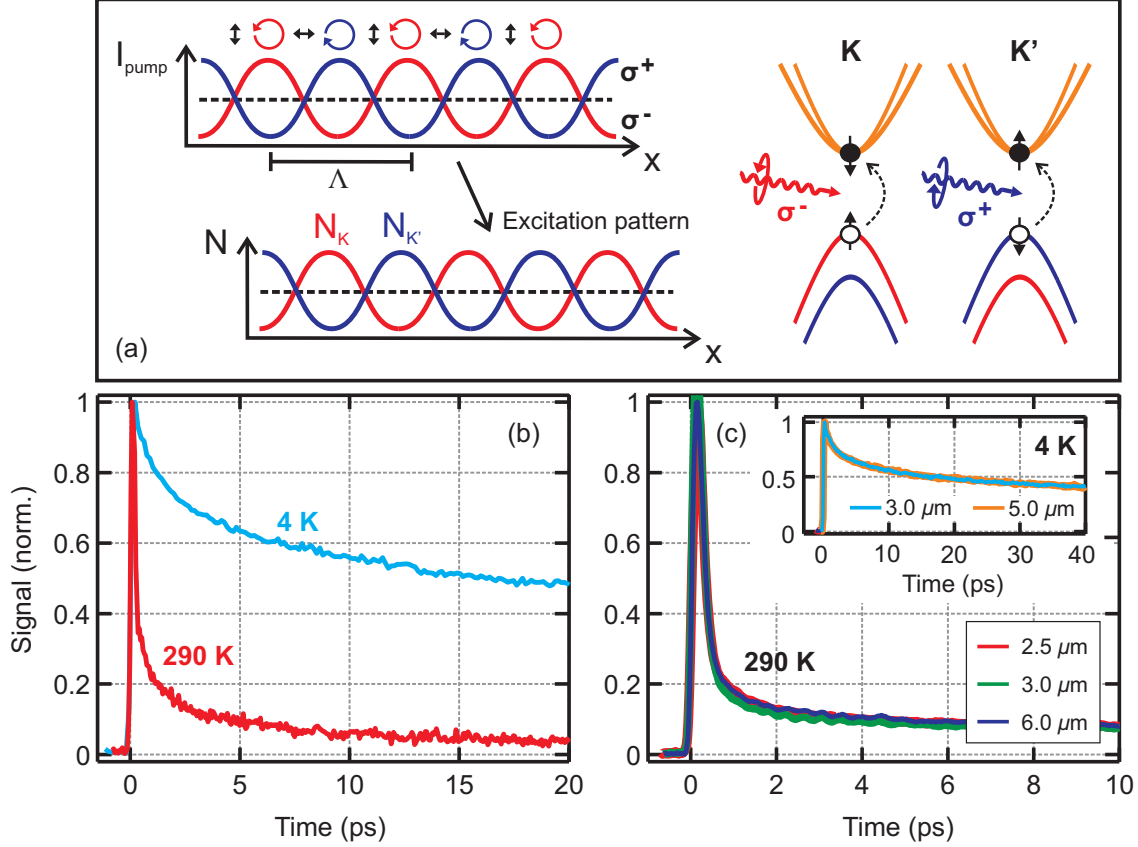 I pump
σ+
σ-
x
Λ
Excitation pattern
N
N K
N K'
x
(a)
K
K'
σ-
σ+
Signal (norm.)
1
0.8
0.6
0.4
0.2
0
(b)
4 K
290 K
0
5
10
15
20
Time (ps)
1
0.8
0.6
0.4
0.2
0
(c)
1
0.5
0
4 K
3.0 µm
5.0 µm
0
10
20
30
40
Time (ps)
290 K
2.5 µm
3.0 µm
6.0 µm
0
2
4
6
8
10
Time (ps)